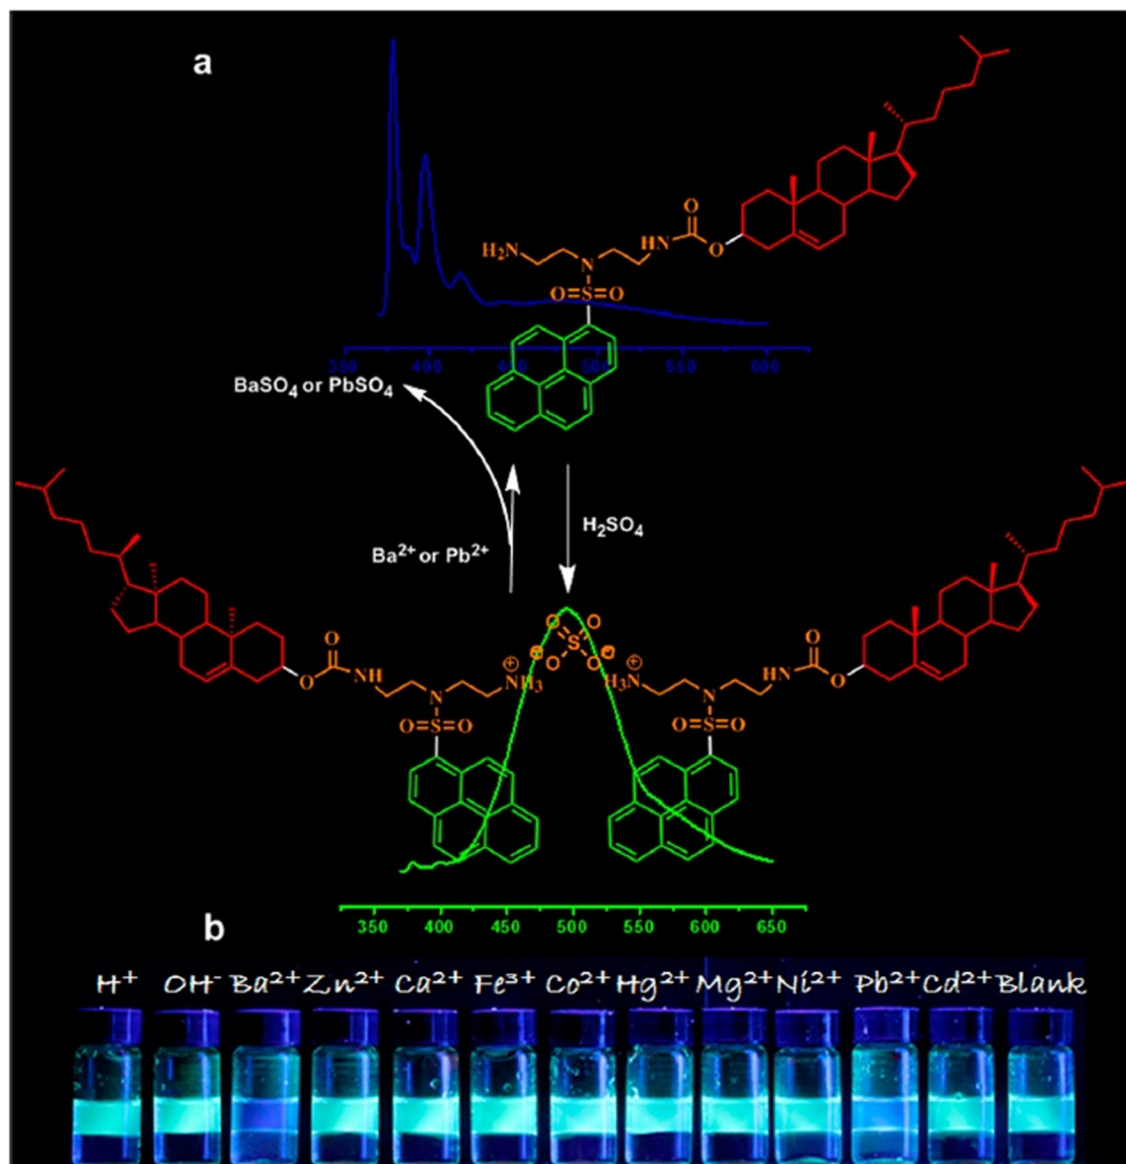 a
O
HN
O
H₂N
N
O=S=O
350 400 450 500 550 600
BaSO₄ or PbSO₄
H₂SO₄
Ba²⁺ or Pb²⁺
O O
S
O O
O
NH
O
N
⊕
NH₃
⊖
⊖
⊕
H₃N
N
HN
O
O
O=S=O
O=S=O
350 400 450 500 550 600 650
b
H⁺ OH⁻ Ba²⁺ Zn²⁺ Ca²⁺ Fe³⁺ Co²⁺ Hg²⁺ Mg²⁺ Ni²⁺ Pb²⁺ Cd²⁺ Blank